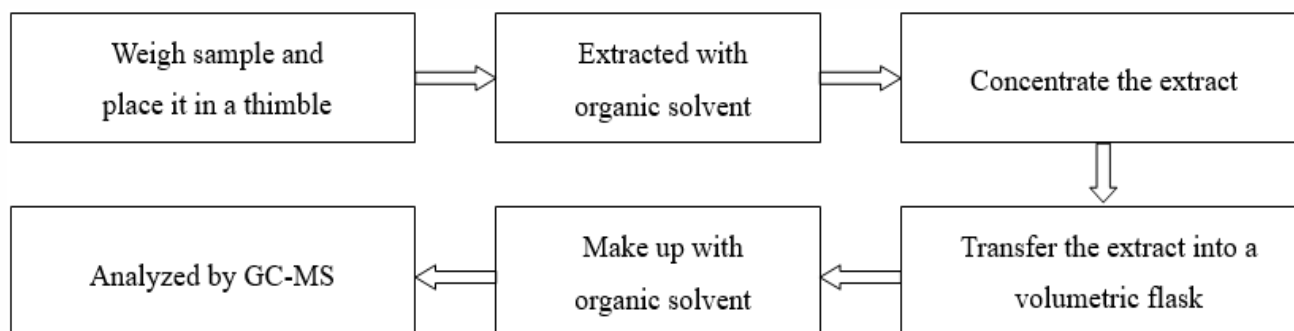 Weigh sample and
place it in a thimble
Extracted with
organic solvent
Concentrate the extract
Transfer the extract into a
volumetric flask
Make up with
organic solvent
Analyzed by GC-MS